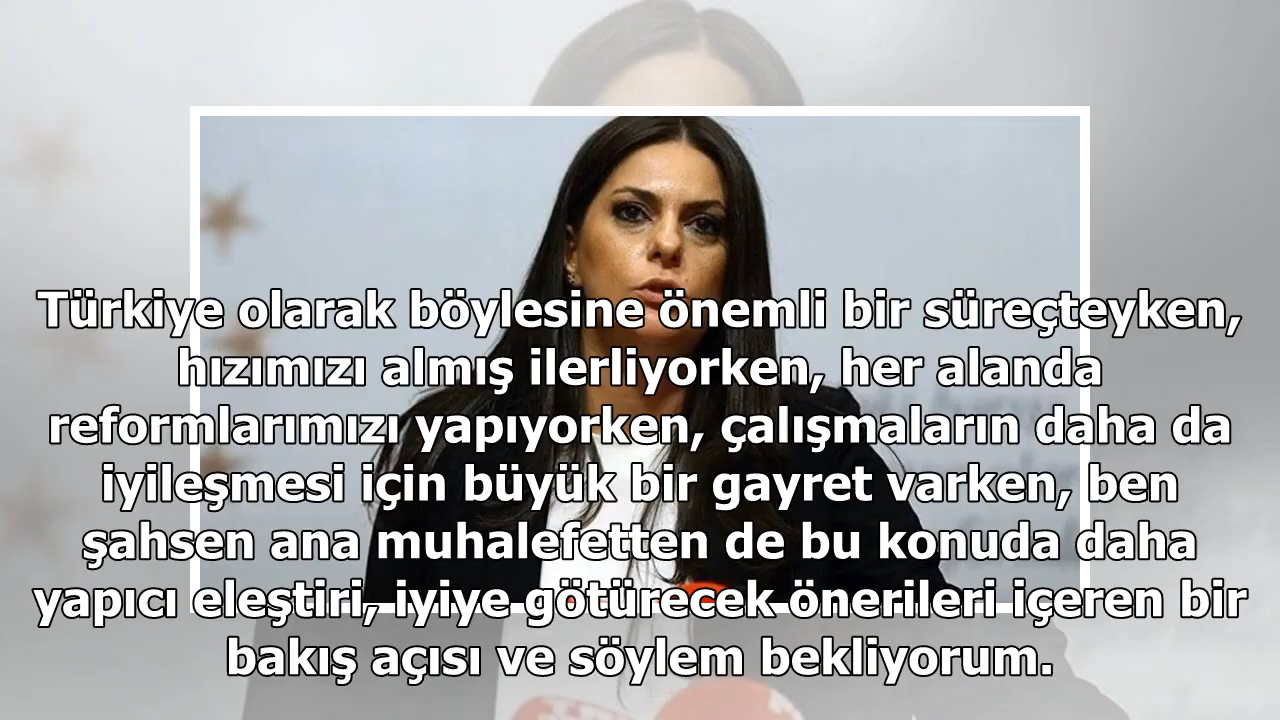 Türkiye olarak böylesine önemli bir süreçteyken,
hızımızı almış ilerliyorken, her alanda
reformlarımızı yapıyorken, çalışmaların daha da
iyileşmesi için büyük bir gayret varken, ben
şahsen ana muhalefetten de bu konuda daha
yapıcı eleştiri, iyiye götürecek önerileri içeren bir
bakış açısı ve söylem bekliyorum.